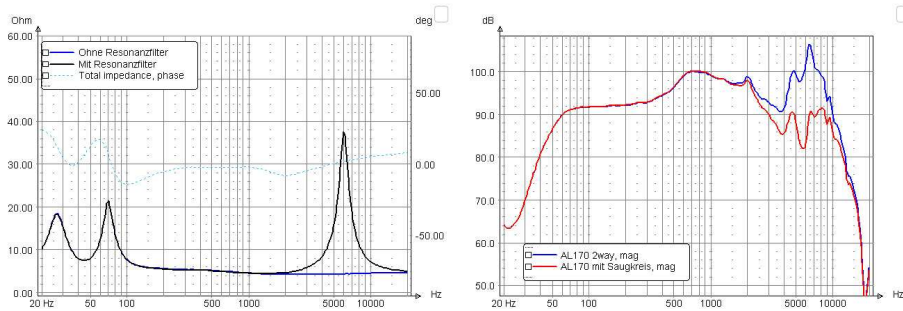 Ohm
deg
60.00
50.00
40.00
30.00
20.00
10.00
0.00
50.00
0.00
-50.00
Ohne Resonanzfilter
Mit Resonanzfilter
Total impedance, phase
20 Hz 50 100 500 1000 5000 10000 Hz
dB
100.0
90.0
80.0
70.0
60.0
50.0
AL170 2way, mag
AL170 mit Saugkreis, mag
20 Hz 50 100 500 1000 5000 10000 Hz